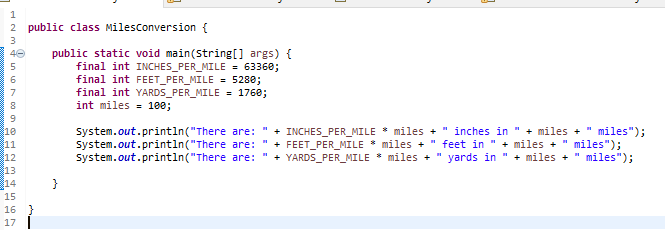 1
2 public class MilesConversion {
3
4 public static void main(String[] args) {
5 final int INCHES_PER_MILE = 63360;
6 final int FEET_PER_MILE = 5280;
7 final int YARDS_PER_MILE = 1760;
8 int miles = 100;
9
10 System.out.println("There are: " + INCHES_PER_MILE * miles + " inches in " + miles + " miles");
11 System.out.println("There are: " + FEET_PER_MILE * miles + " feet in " + miles + " miles");
12 System.out.println("There are: " + YARDS_PER_MILE * miles + " yards in " + miles + " miles");
13
14 }
15
16 }
17